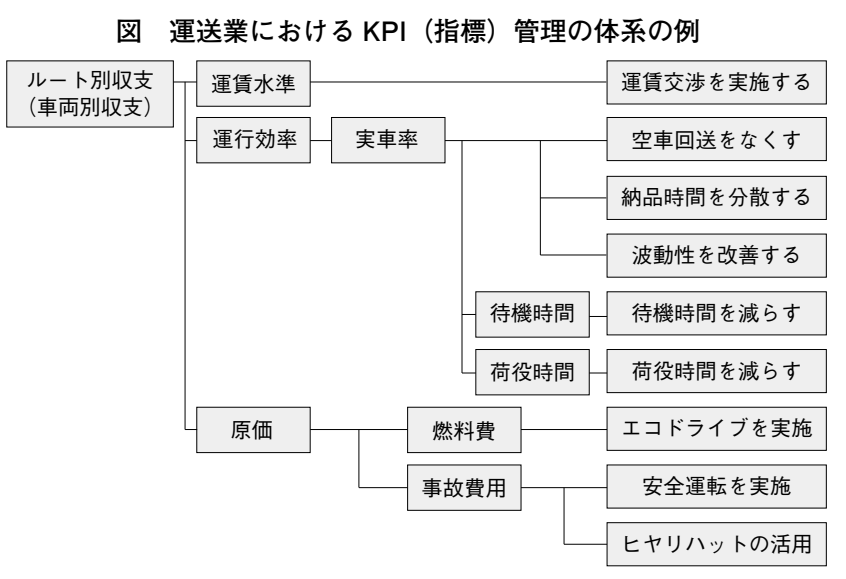 図　運送業における KPI（指標）管理の体系の例
ルート別収支
（車両別収支）
運賃水準
運賃交渉を実施する
運行効率
実車率
空車回送をなくす
納品時間を分散する
波動性を改善する
待機時間
待機時間を減らす
荷役時間
荷役時間を減らす
原価
燃料費
エコドライブを実施
事故費用
安全運転を実施
ヒヤリハットの活用